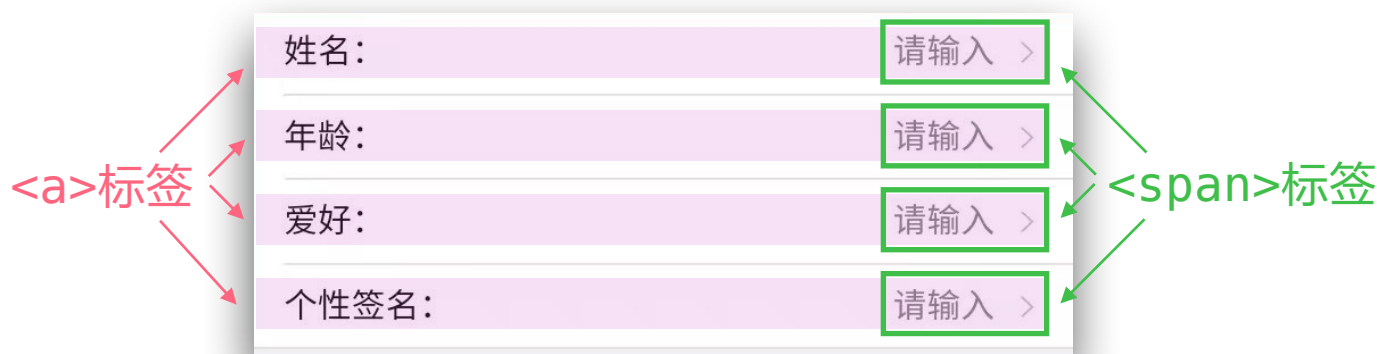 姓名: 请输入 >
年龄: 请输入 >
<a>标签 <span>标签
爱好: 请输入 >
个性签名: 请输入 >